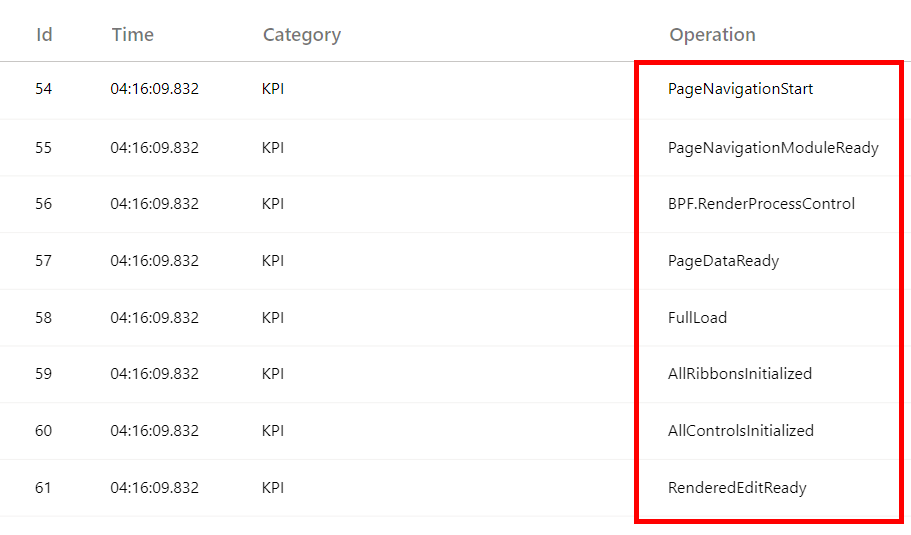 Id Time Category Operation
54 04:16:09.832 KPI PageNavigationStart
55 04:16:09.832 KPI PageNavigationModuleReady
56 04:16:09.832 KPI BPF.RenderProcessControl
57 04:16:09.832 KPI PageDataReady
58 04:16:09.832 KPI FullLoad
59 04:16:09.832 KPI AllRibbonsInitialized
60 04:16:09.832 KPI AllControlsInitialized
61 04:16:09.832 KPI RenderedEditReady